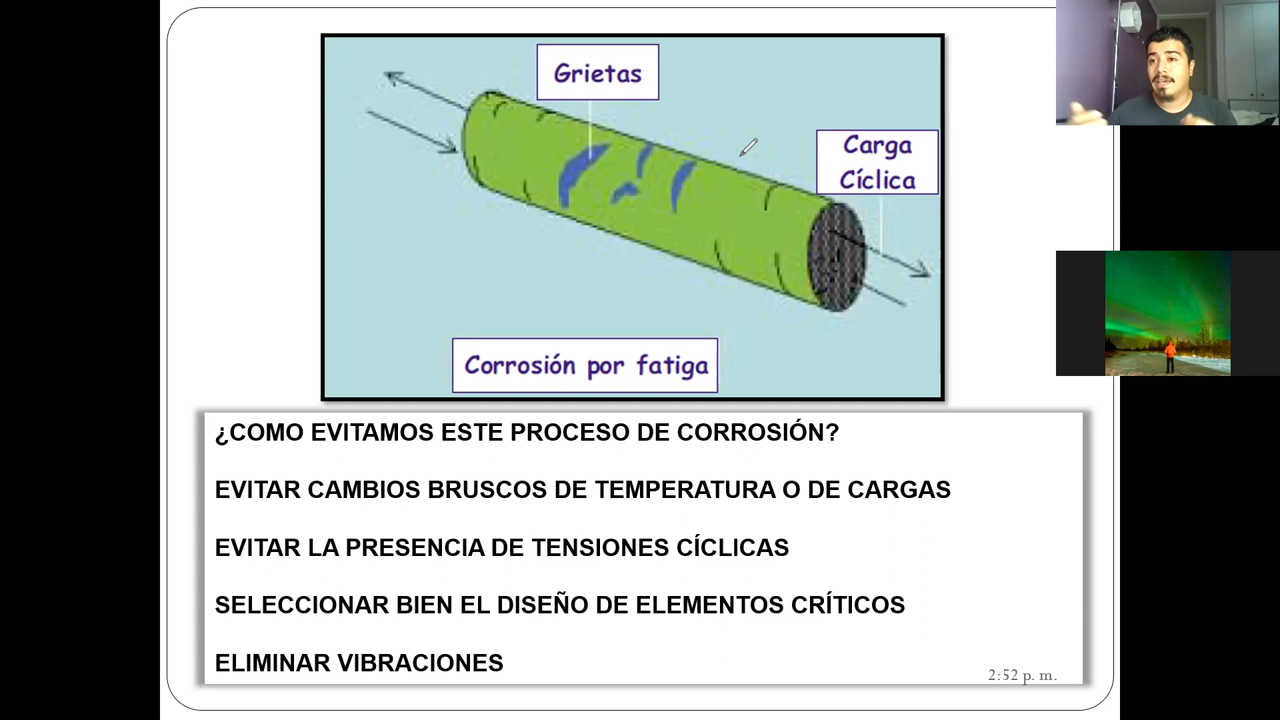 Grietas
Carga
Cíclica
Corrosión por fatiga
¿COMO EVITAMOS ESTE PROCESO DE CORROSIÓN?
EVITAR CAMBIOS BRUSCOS DE TEMPERATURA O DE CARGAS
EVITAR LA PRESENCIA DE TENSIONES CÍCLICAS
SELECCIONAR BIEN EL DISEÑO DE ELEMENTOS CRÍTICOS
ELIMINAR VIBRACIONES
2:52 p. m.